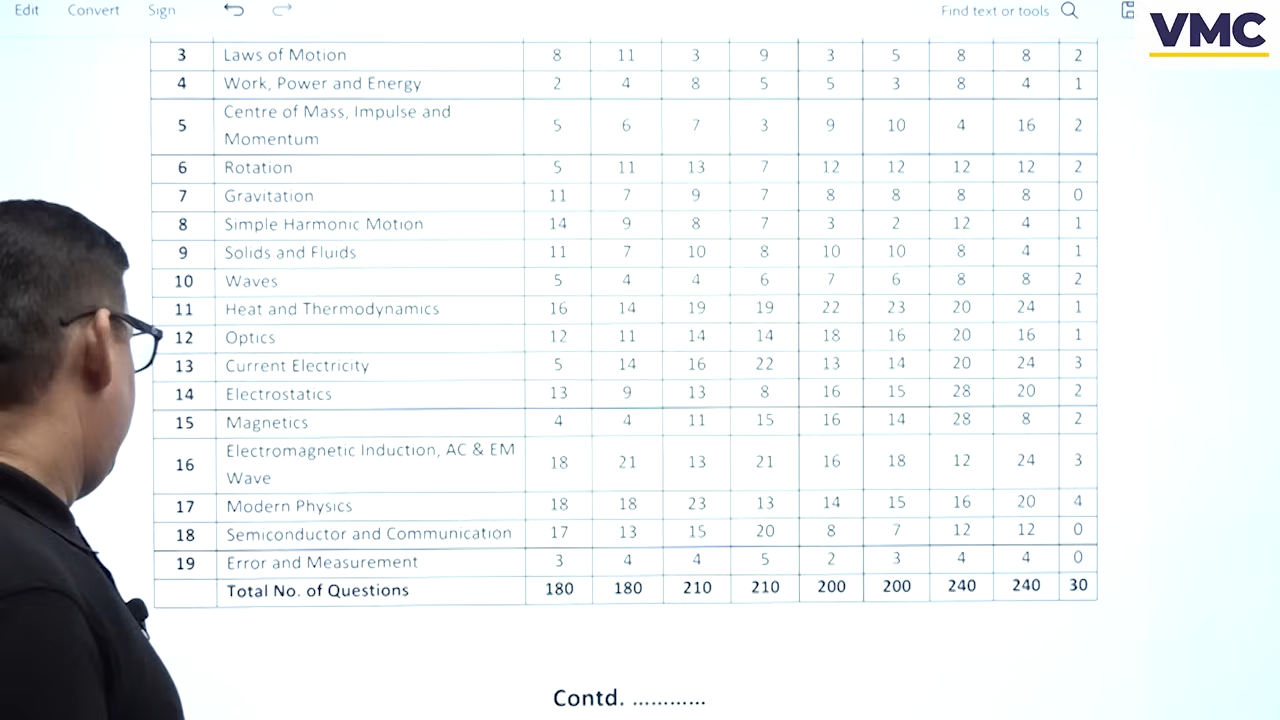 Edit Convert Sign Find text or tools
VMC
3 Laws of Motion 8 11 3 9 3 5 8 8 2
4 Work, Power and Energy 2 4 8 5 5 3 8 4 1
Centre of Mass, Impulse and
5 5 6 7 3 9 10 4 16 2
Momentum
6 Rotation 5 11 13 7 12 12 12 12 2
7 Gravitation 11 7 9 7 8 8 8 8 0
8 Simple Harmonic Motion 14 9 8 7 3 2 12 4 1
9 Solids and Fluids 11 7 10 8 10 10 8 4 1
10 Waves 5 4 4 6 7 6 8 8 2
11 Heat and Thermodynamics 16 14 19 19 22 23 20 24 1
12 Optics 12 11 14 14 18 16 20 16 1
13 Current Electricity 5 14 16 22 13 14 20 24 3
14 Electrostatics 13 9 13 8 16 15 28 20 2
15 Magnetics 4 4 11 15 16 14 28 8 2
Electromagnetic Induction, AC & EM
16 18 21 13 21 16 18 12 24 3
Wave
17 Modern Physics 18 18 23 13 14 15 16 20 4
18 Semiconductor and Communication 17 13 15 20 8 7 12 12 0
19 Error and Measurement 3 4 4 5 2 3 4 4 0
Total No. of Questions 180 180 210 210 200 200 240 240 30
Contd. ............